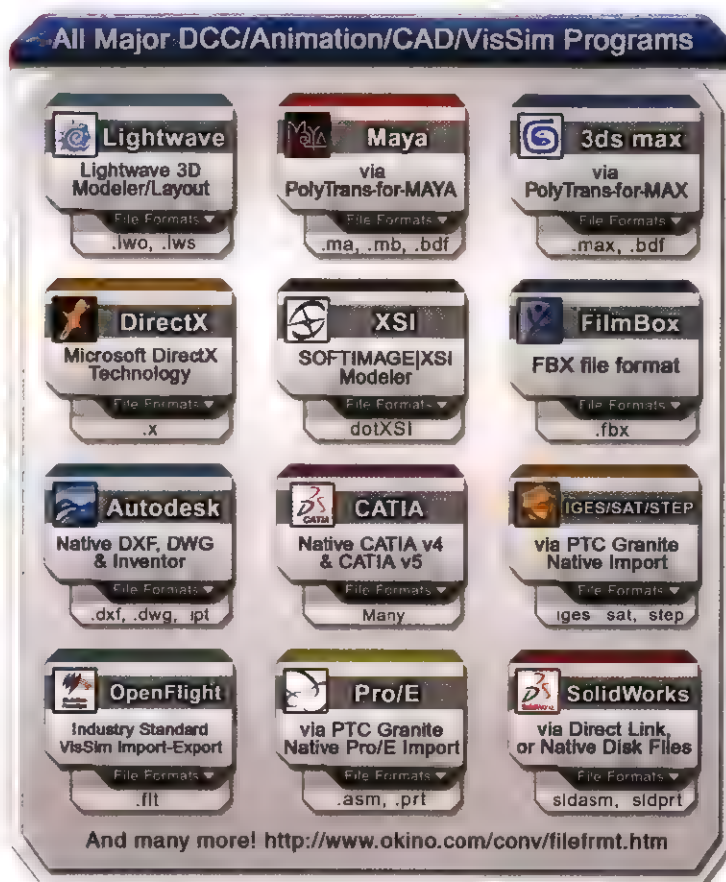 All Major DCC/Animation/CAD/VisSim Programs
Lightwave
Lightwave 3D
Modeler/Layout
File Formats ▼
.lwo, .lws
MAYA
Maya
via
PolyTrans-for-MAYA
File Formats ▼
.ma, .mb, .bdf
3ds max
via
PolyTrans-for-MAX
File Formats ▼
.max, .bdf
DirectX
Microsoft DirectX
Technology
File Formats ▼
.x
XSI
SOFTIMAGE|XSI
Modeler
File Formats ▼
dotXSI
FilmBox
FBX file format
File Formats ▼
.fbx
Autodesk
Native DXF, DWG
& Inventor
File Formats ▼
.dxf, .dwg, ipt
CATIA
CATIA
Native CATIA v4
& CATIA v5
File Formats ▼
Many
IGES/SAT/STEP
via PTC Granite
Native Import
File Formats ▼
iges sat, step
OpenFlight
Industry Standard
VisSim Import-Export
File Formats ▼
.flt
Pro/E
via PTC Granite
Native Pro/E Import
File Formats ▼
.asm, .prt
SolidWorks
SolidWorks
via Direct Link,
or Native Disk Files
File Formats ▼
sldasm, sldprt
And many more! http://www.okino.com/conv/filefrmt.htm